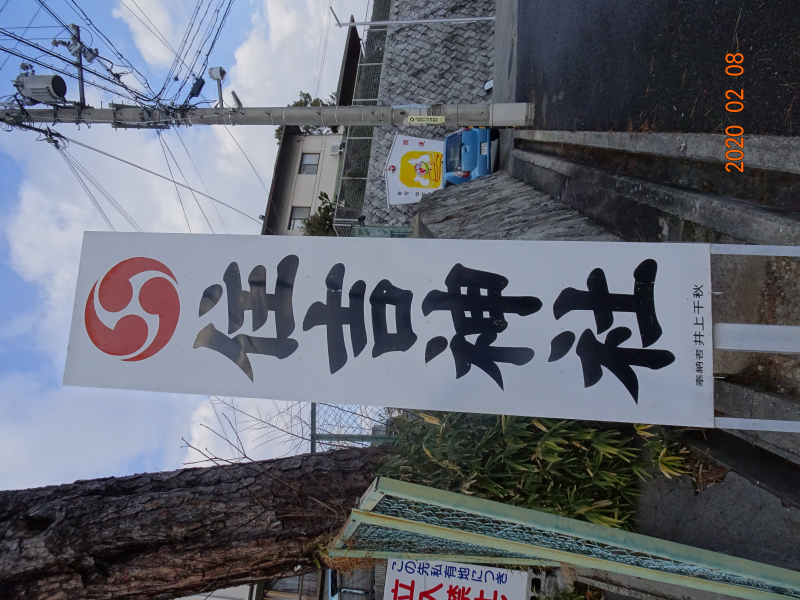 住吉神社
奉納者 井上千秋
この先私有地につき
立入禁止
2020 02 08